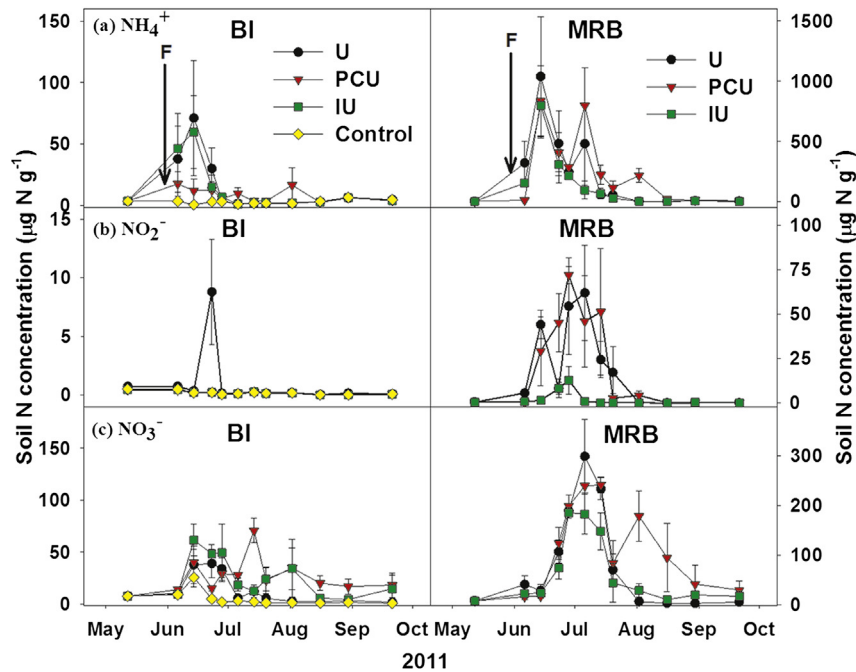 (a) NH₄⁺ BI MRB
F F
U U
PCU PCU
IU IU
Control
150 100 50 0
1500 1000 500 0
(b) NO₂⁻ BI MRB
15 10 5 0
100 75 50 25 0
(c) NO₃⁻ BI MRB
150 100 50 0
300 200 100 0
Soil N concentration (µg N g⁻¹)
Soil N concentration (µg N g⁻¹)
May Jun Jul Aug Sep Oct May Jun Jul Aug Sep Oct
2011